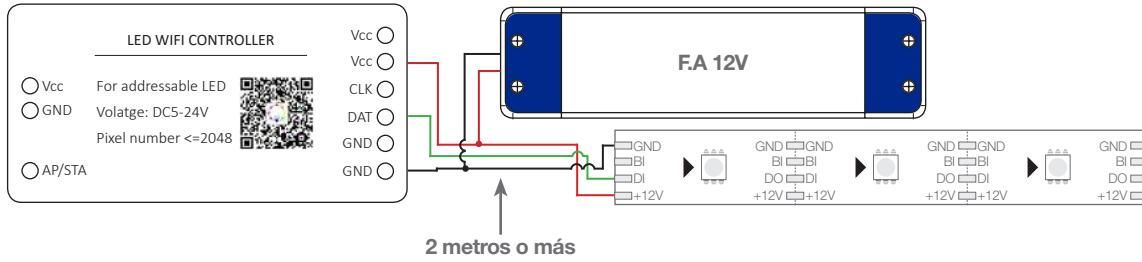 LED WIFI CONTROLLER
Vcc
GND
AP/STA
For addressable LED
Volatge: DC5-24V
Pixel number <=2048
Vcc
Vcc
CLK
DAT
GND
GND
F.A 12V
GND
BI
DI
+12V
GND GND
BI BI
DO DI
+12V +12V
GND GND
BI BI
DO DI
+12V +12V
GND
BI
DO
+12V
2 metros o más